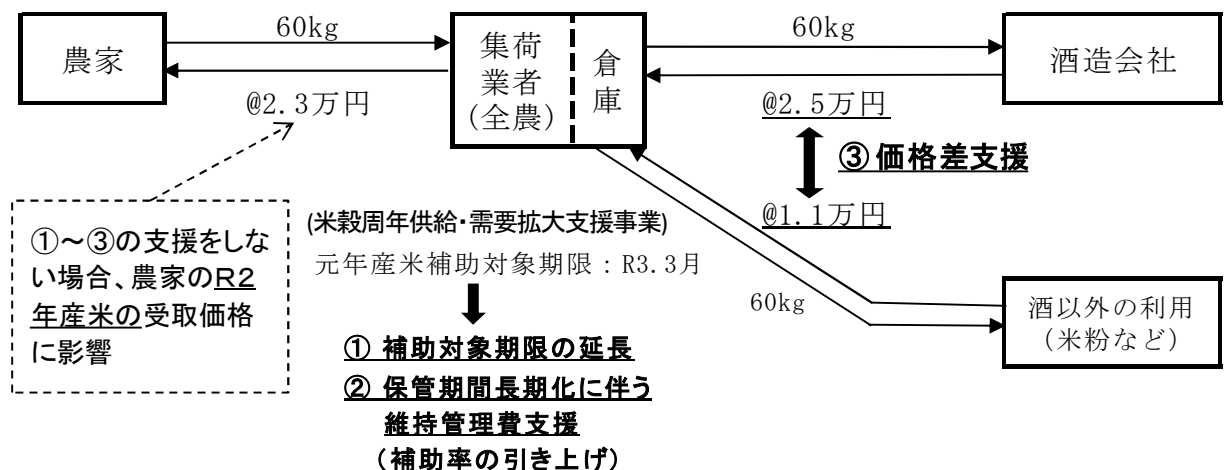 60kg
60kg
農家
集荷
業者
(全農)
倉
庫
酒造会社
@2.3万円
@2.5万円
③価格差支援
@1.1万円
①～③の支援をしな
い場合、農家のR2
年産米の受取価格
に影響
(米穀周年供給・需要拡大支援事業)
元年産米補助対象期限：R3.3月
60kg
酒以外の利用
(米粉など)
① 補助対象期限の延長
② 保管期間長期化に伴う
維持管理費支援
(補助率の引き上げ)